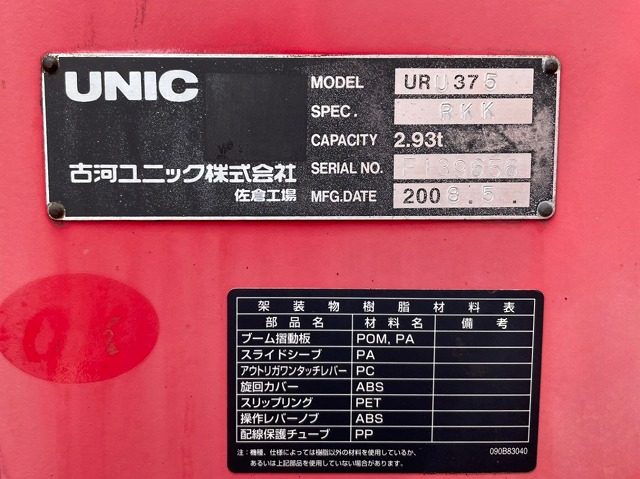 UNIC
MODEL URU375
SPEC. RKK
CAPACITY 2.93t
古河ユニック株式会社
SERIAL NO.
佐倉工場
MFG.DATE 2008.5.
架装物樹脂材料表
部品名 材料名 備考
ブーム摺動板 POM, PA
スライドシーブ PA
アウトリガワンタッチレバー PC
旋回カバー ABS
スリップリング PET
操作レバーノブ ABS
配線保護チューブ PP
注：機種、仕様によっては樹脂以外の材料を使用しているか、
あるいは上記部品を使用していない場合があります。
090B83040